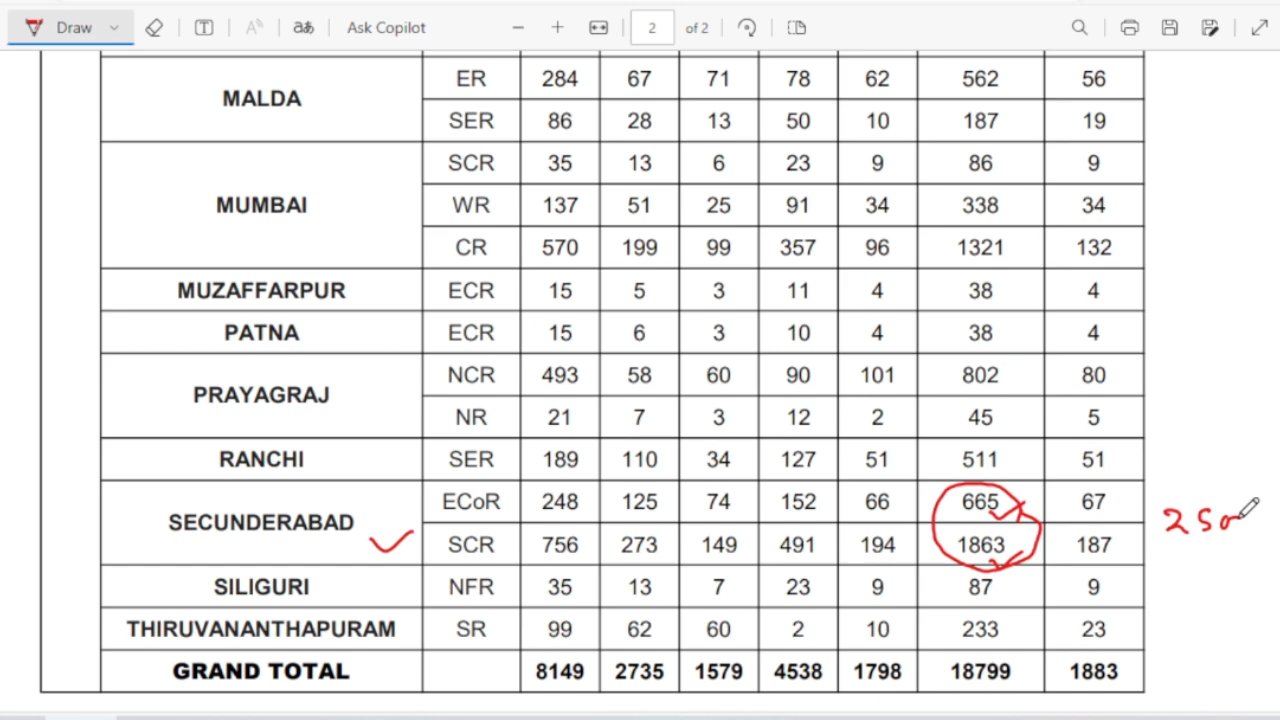 Draw aあ Ask Copilot 2 of 2
MALDA ER 284 67 71 78 62 562 56
SER 86 28 13 50 10 187 19
MUMBAI SCR 35 13 6 23 9 86 9
WR 137 51 25 91 34 338 34
CR 570 199 99 357 96 1321 132
MUZAFFARPUR ECR 15 5 3 11 4 38 4
PATNA ECR 15 6 3 10 4 38 4
PRAYAGRAJ NCR 493 58 60 90 101 802 80
NR 21 7 3 12 2 45 5
RANCHI SER 189 110 34 127 51 511 51
SECUNDERABAD ECoR 248 125 74 152 66 665 67
SCR 756 273 149 491 194 1863 187
250
SILIGURI NFR 35 13 7 23 9 87 9
THIRUVANANTHAPURAM SR 99 62 60 2 10 233 23
GRAND TOTAL 8149 2735 1579 4538 1798 18799 1883